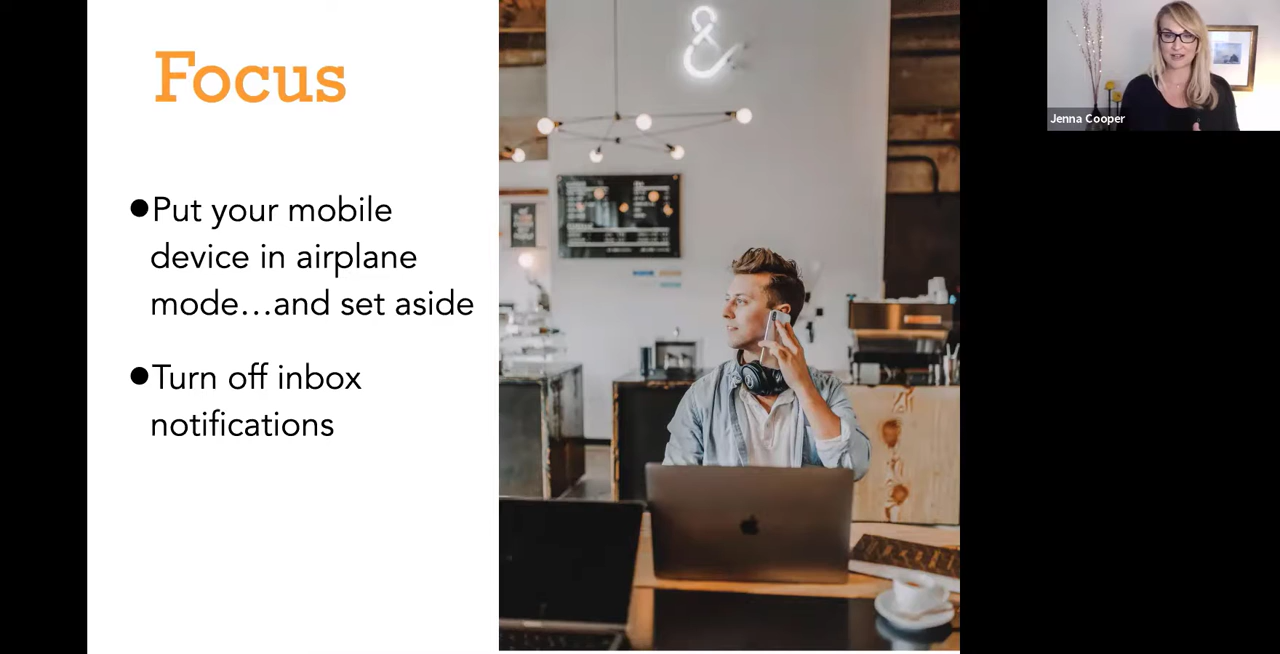 Focus
●Put your mobile
device in airplane
mode…and set aside
●Turn off inbox
notifications
&
Jenna Cooper